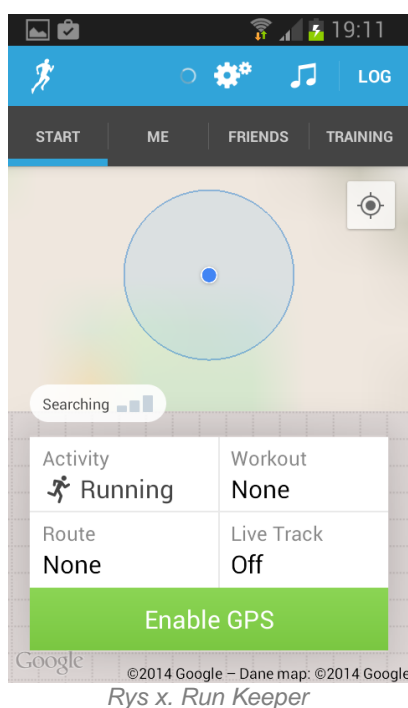 19:11
LOG
START ME FRIENDS TRAINING
Searching
Activity Workout
Running None
Route Live Track
None Off
Enable GPS
Google
©2014 Google – Dane map: ©2014 Google
Rys x. Run Keeper